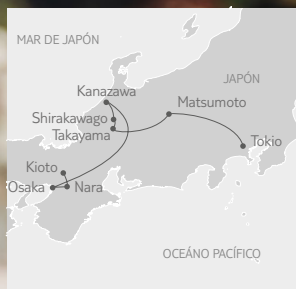 MAR DE JAPÓN
Kanazawa
JAPÓN
Shirakawago
Matsumoto
Takayama
Tokio
Kioto
Osaka
Nara
OCEÁNO PACÍFICO